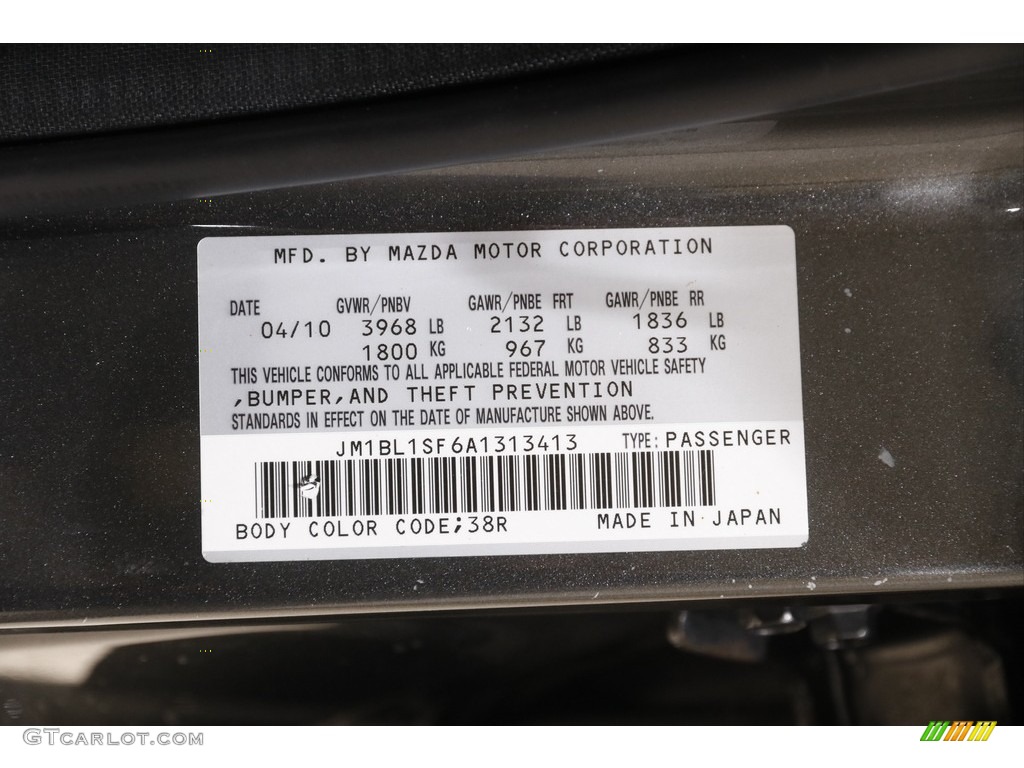 MFD. BY MAZDA MOTOR CORPORATION
DATE GVWR/PNBV GAWR/PNBE FRT GAWR/PNBE RR
04/10 3968 LB 2132 LB 1836 LB
1800 KG 967 KG 833 KG
THIS VEHICLE CONFORMS TO ALL APPLICABLE FEDERAL MOTOR VEHICLE SAFETY
,BUMPER,AND THEFT PREVENTION
STANDARDS IN EFFECT ON THE DATE OF MANUFACTURE SHOWN ABOVE.
JM1BL1SF6A1313413 TYPE: PASSENGER
BODY COLOR CODE;38R MADE IN JAPAN
GTcarlot.com